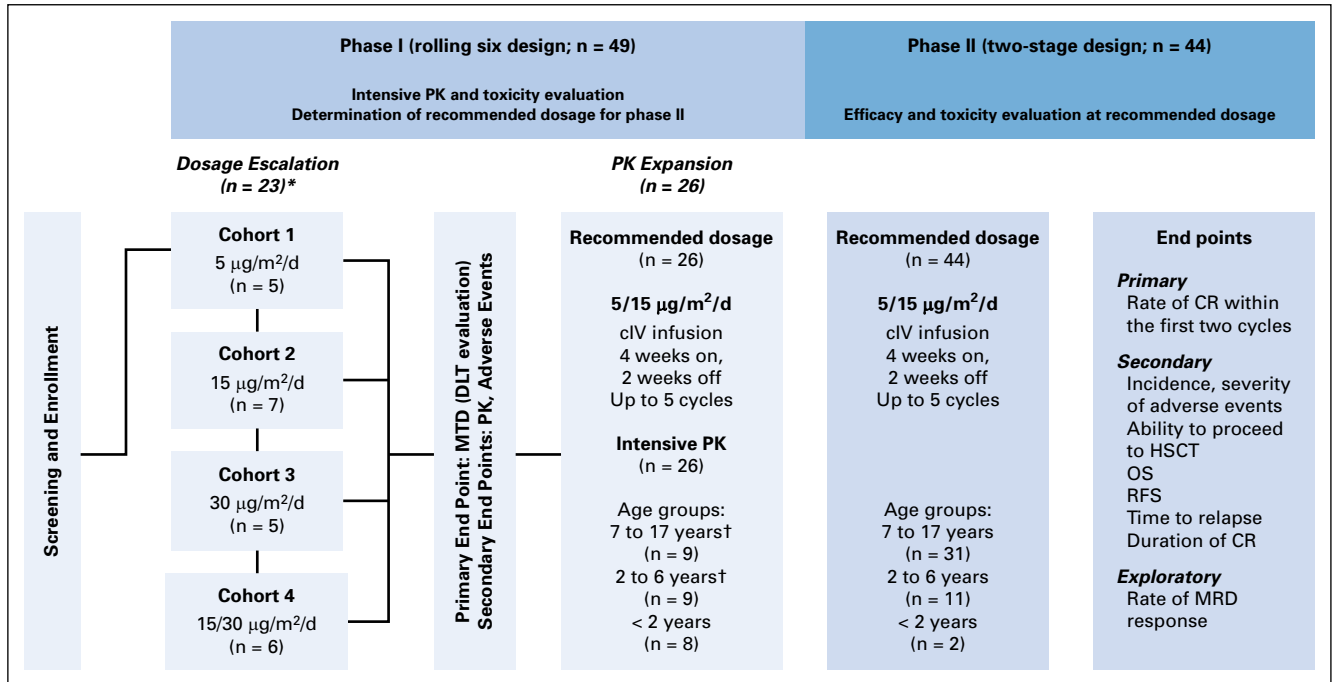 Phase I (rolling six design; n = 49)
Intensive PK and toxicity evaluation
Determination of recommended dosage for phase II
Phase II (two-stage design; n = 44)
Efficacy and toxicity evaluation at recommended dosage
Dosage Escalation
(n = 23)*
PK Expansion
(n = 26)
Screening and Enrollment
Cohort 1
5 µg/m²/d
(n = 5)
Cohort 2
15 µg/m²/d
(n = 7)
Cohort 3
30 µg/m²/d
(n = 5)
Cohort 4
15/30 µg/m²/d
(n = 6)
Primary End Point: MTD (DLT evaluation)
Secondary End Points: PK, Adverse Events
Recommended dosage
(n = 26)
5/15 µg/m²/d
cIV infusion
4 weeks on,
2 weeks off
Up to 5 cycles
Intensive PK
(n = 26)
Age groups:
7 to 17 years†
(n = 9)
2 to 6 years†
(n = 9)
< 2 years
(n = 8)
Recommended dosage
(n = 44)
5/15 µg/m²/d
cIV infusion
4 weeks on,
2 weeks off
Up to 5 cycles
Age groups:
7 to 17 years
(n = 31)
2 to 6 years
(n = 11)
< 2 years
(n = 2)
End points
Primary
Rate of CR within
the first two cycles
Secondary
Incidence, severity
of adverse events
Ability to proceed
to HSCT
OS
RFS
Time to relapse
Duration of CR
Exploratory
Rate of MRD
response